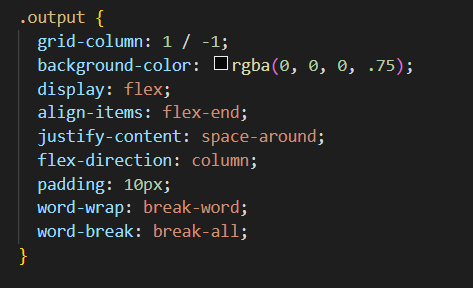 .output {
  grid-column: 1 / -1;
  background-color: rgba(0, 0, 0, .75);
  display: flex;
  align-items: flex-end;
  justify-content: space-around;
  flex-direction: column;
  padding: 10px;
  word-wrap: break-word;
  word-break: break-all;
}